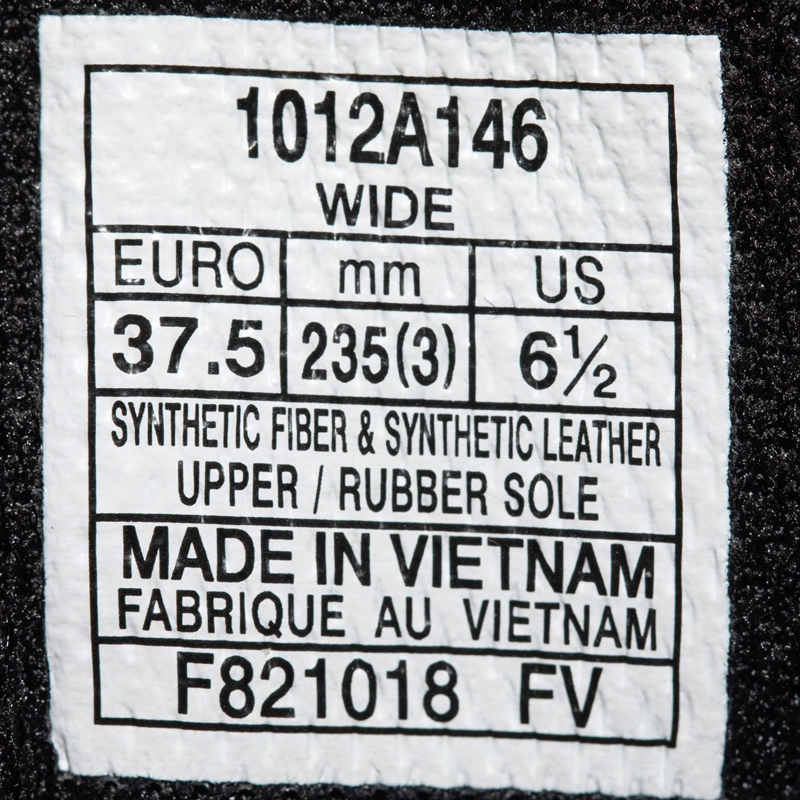 1012A146
WIDE
EURO mm US
37.5 235(3) 6½
SYNTHETIC FIBER & SYNTHETIC LEATHER
UPPER / RUBBER SOLE
MADE IN VIETNAM
FABRIQUE AU VIETNAM
F821018 FV